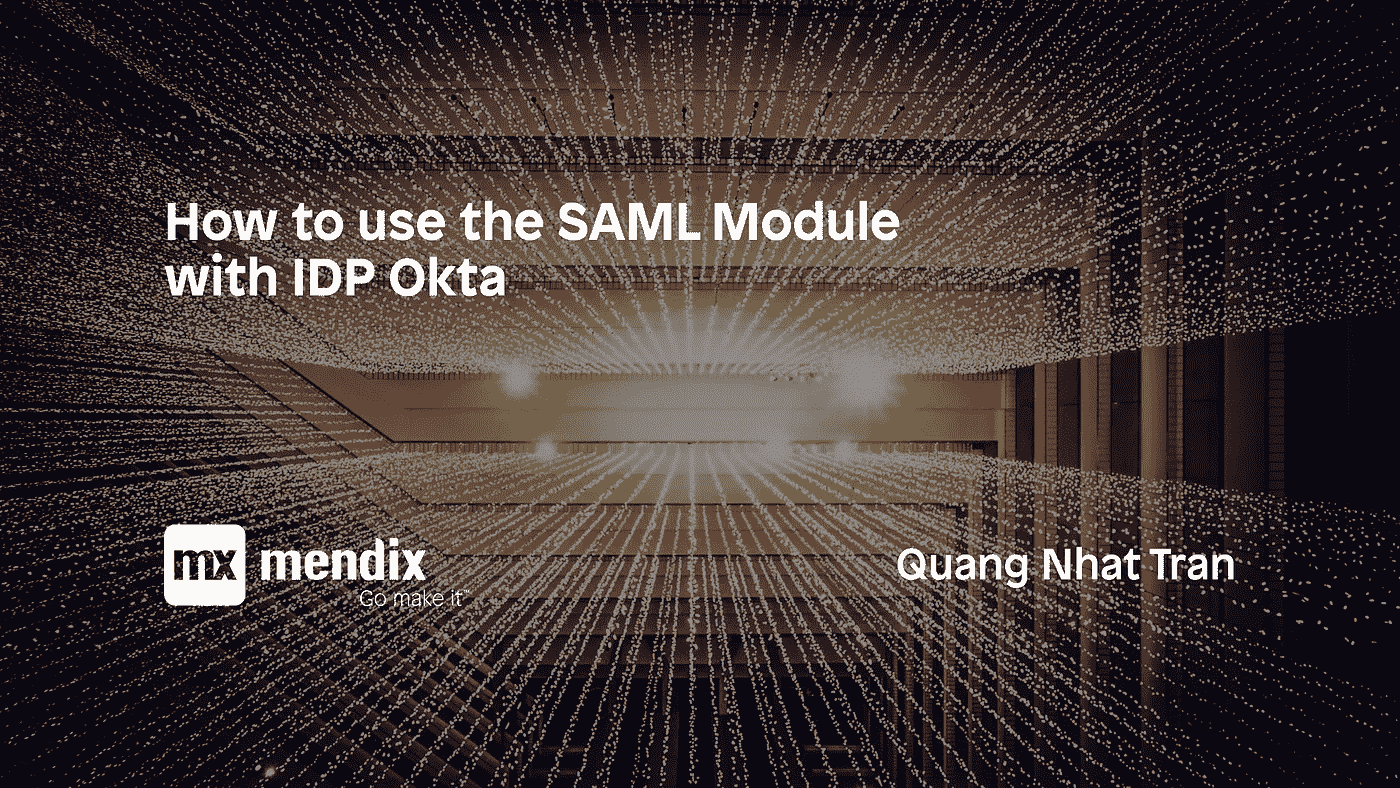 How to use the SAML Module
with IDP Okta
mx mendix
Go make it™
Quang Nhat Tran